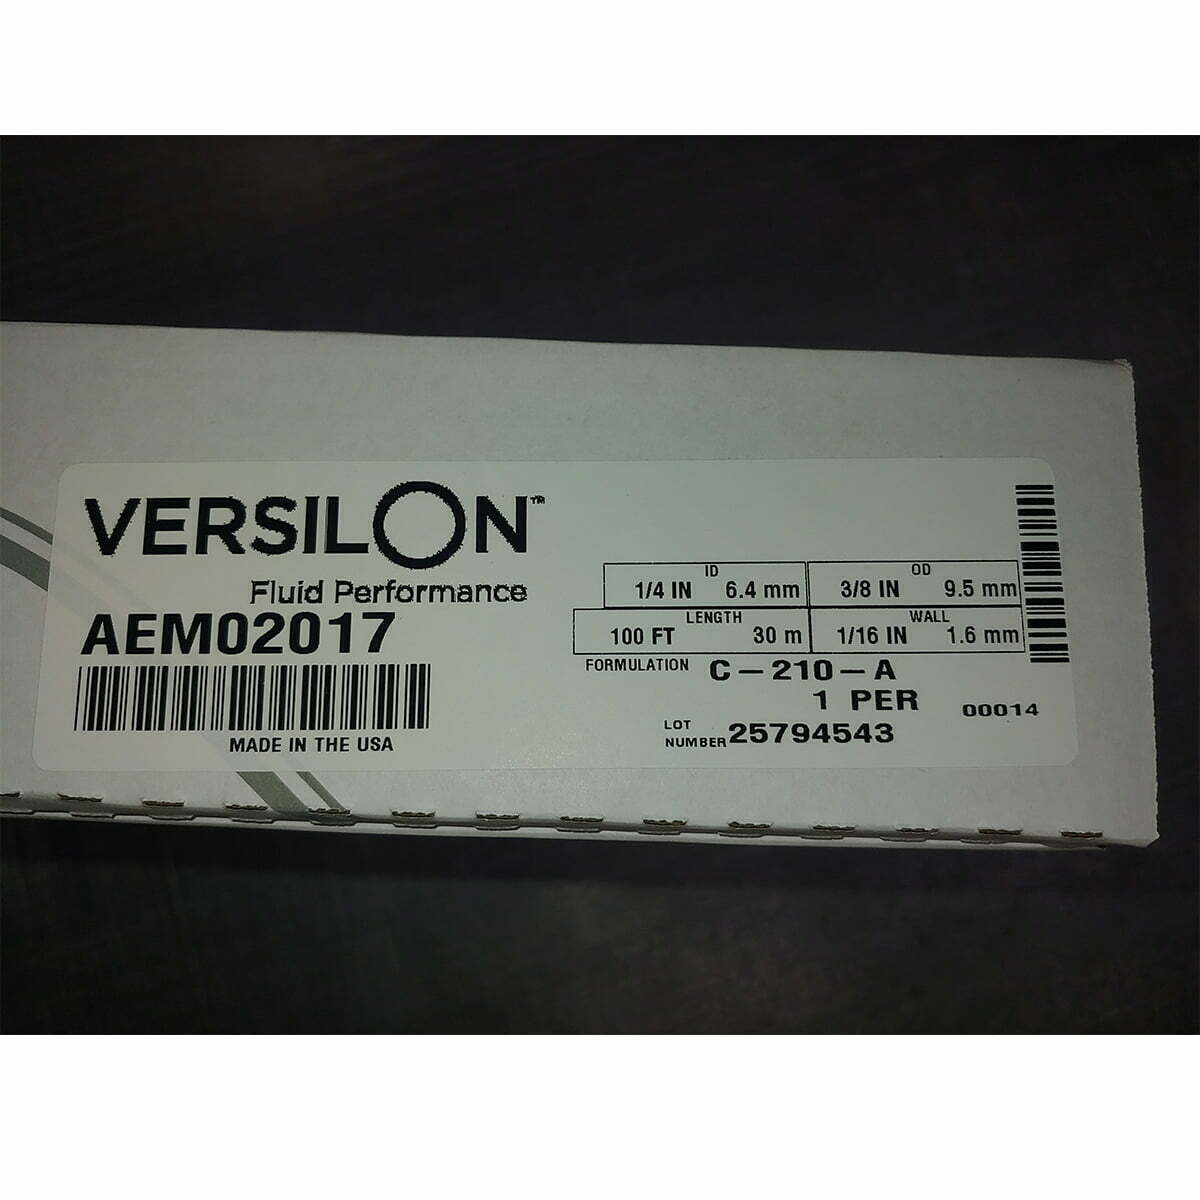 VERSILON™
Fluid Performance
AEM02017
MADE IN THE USA
ID
1/4 IN 6.4 mm
OD
3/8 IN 9.5 mm
LENGTH
100 FT 30 m
WALL
1/16 IN 1.6 mm
FORMULATION C-210-A
1 PER 00014
LOT
NUMBER 25794543